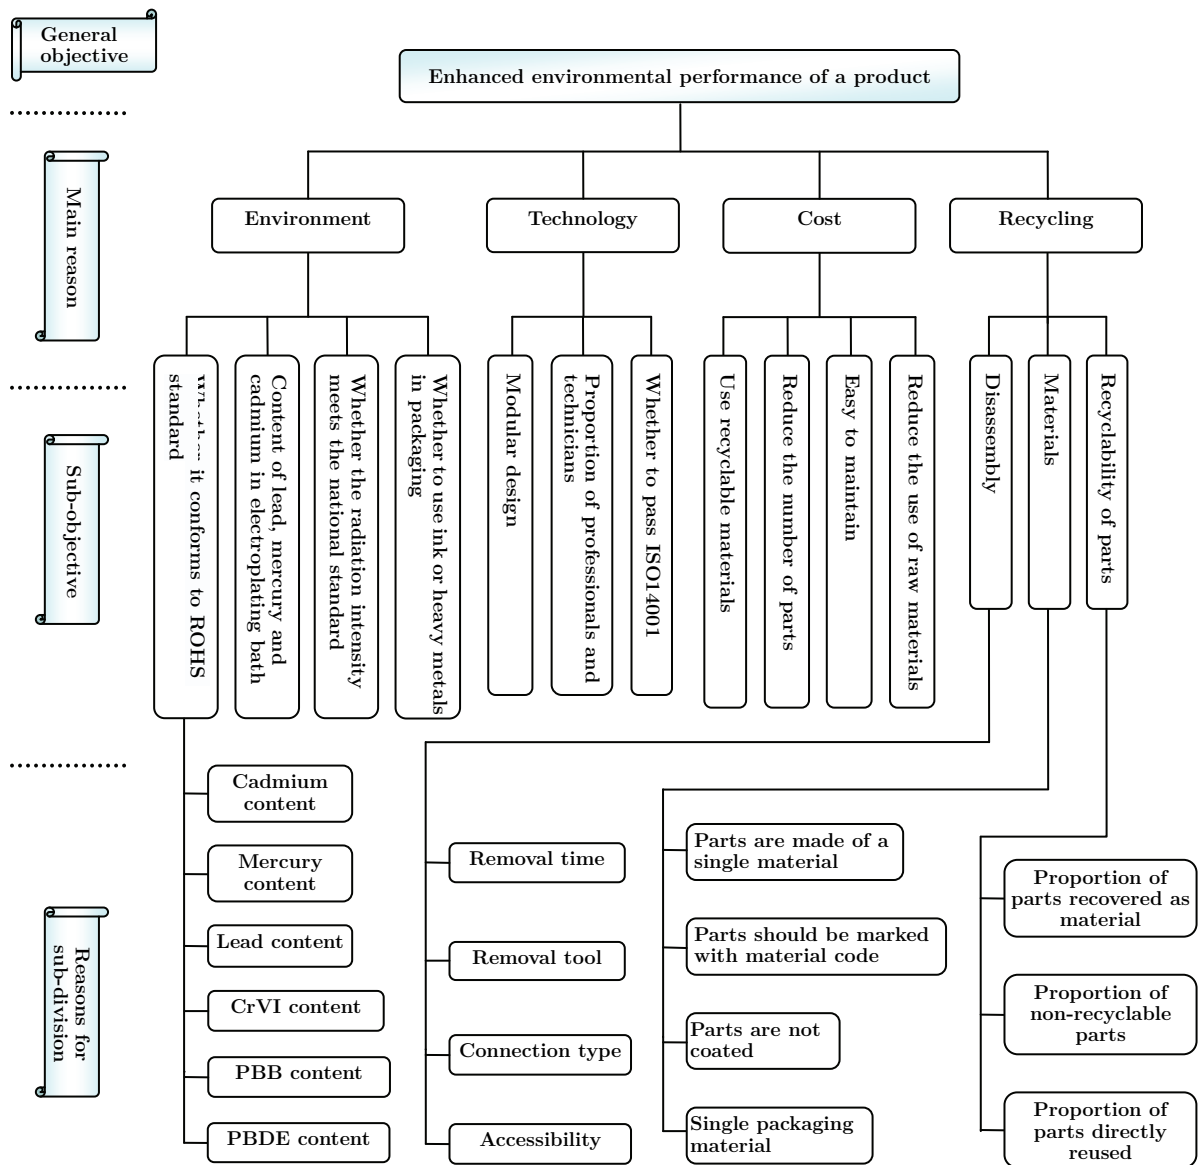 General
objective
Enhanced environmental performance of a product
Main reason
Environment
Technology
Cost
Recycling
Sub-objective
it conforms to ROHS
standard
Content of lead, mercury and
cadmium in electroplating bath
Whether the radiation intensity
meets the national standard
Whether to use ink or heavy metals
in packaging
Modular design
Proportion of professionals and
technicians
Whether to pass ISO14001
Use recyclable materials
Reduce the number of parts
Easy to maintain
Reduce the use of raw materials
Disassembly
Materials
Recyclability of parts
Reasons for
sub-division
Cadmium
content
Mercury
content
Lead content
CrVI content
PBB content
PBDE content
Removal time
Removal tool
Connection type
Accessibility
Parts are made of a
single material
Parts should be marked
with material code
Parts are not
coated
Single packaging
material
Proportion of
parts recovered as
material
Proportion of
non-recyclable
parts
Proportion of
parts directly
reused